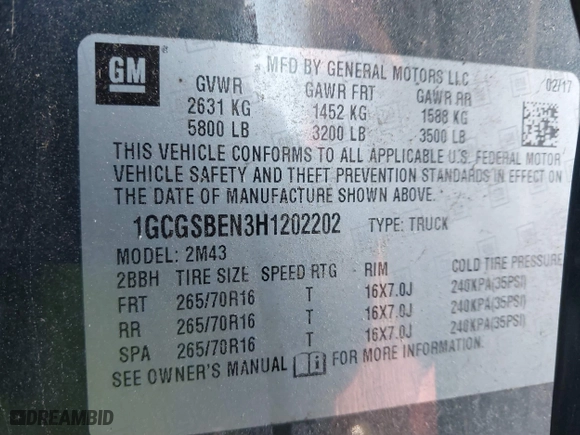 GM
MFD BY GENERAL MOTORS LLC
02/17
GVWR GAWR FRT GAWR RR
2631 KG 1452 KG 1588 KG
5800 LB 3200 LB 3500 LB
THIS VEHICLE CONFORMS TO ALL APPLICABLE U.S. FEDERAL MOTOR
VEHICLE SAFETY AND THEFT PREVENTION STANDARDS IN EFFECT ON
THE DATE OF MANUFACTURE SHOWN ABOVE.
1GCGSBEN3H1202202 TYPE: TRUCK
MODEL: 2M43
2BBH TIRE SIZE SPEED RTG RIM COLD TIRE PRESSURE
FRT 265/70R16 T 16X7.0J 240KPA(35PSI)
RR 265/70R16 T 16X7.0J 240KPA(35PSI)
SPA 265/70R16 T 16X7.0J 240KPA(35PSI)
SEE OWNER'S MANUAL i FOR MORE INFORMATION.
DREAMBID